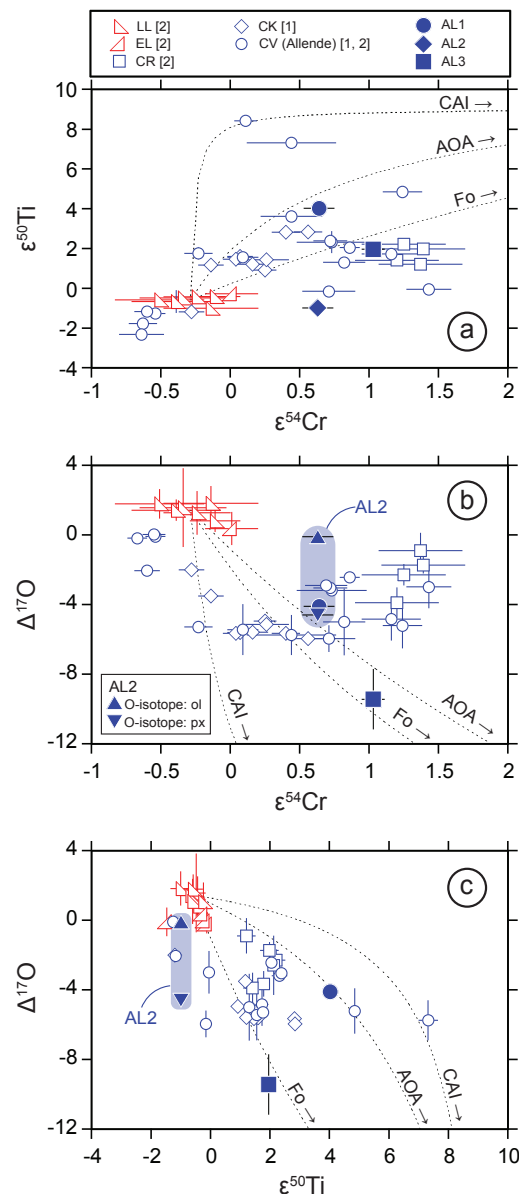 LL [2] CK [1] AL1
EL [2] CV (Allende) [1, 2] AL2
CR [2] AL3
12
8
4
0
-2
-4
ε⁵⁰Ti
CAI →
AOA →
Fo →
a
-1 -0.5 0 0.5 1 1.5 2
ε⁵⁴Cr
4
0
-4
-8
-12
Δ¹⁷O
AL2
b
AL2
O-isotope: ol
O-isotope: px
CAI →
Fo →
AOA →
-1 -0.5 0 0.5 1 1.5 2
ε⁵⁴Cr
4
0
-4
-8
-12
Δ¹⁷O
c
AL2
Fo →
AOA →
CAI →
-4 -2 0 2 4 6 8 10
ε⁵⁰Ti